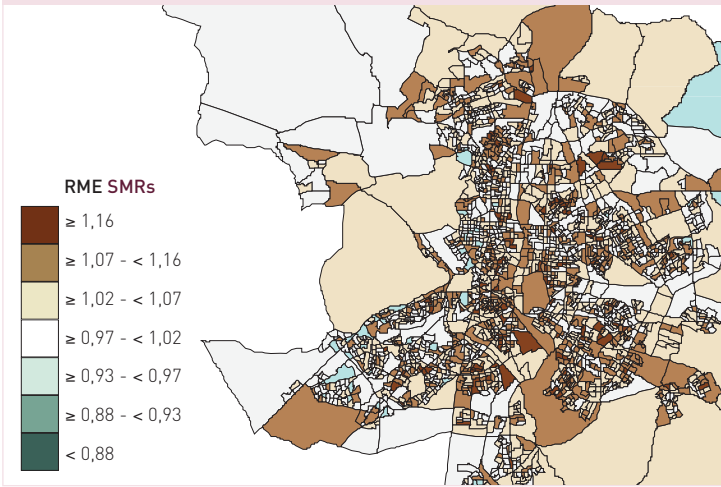 RME SMRs
≥ 1,16
≥ 1,07 - < 1,16
≥ 1,02 - < 1,07
≥ 0,97 - < 1,02
≥ 0,93 - < 0,97
≥ 0,88 - < 0,93
< 0,88